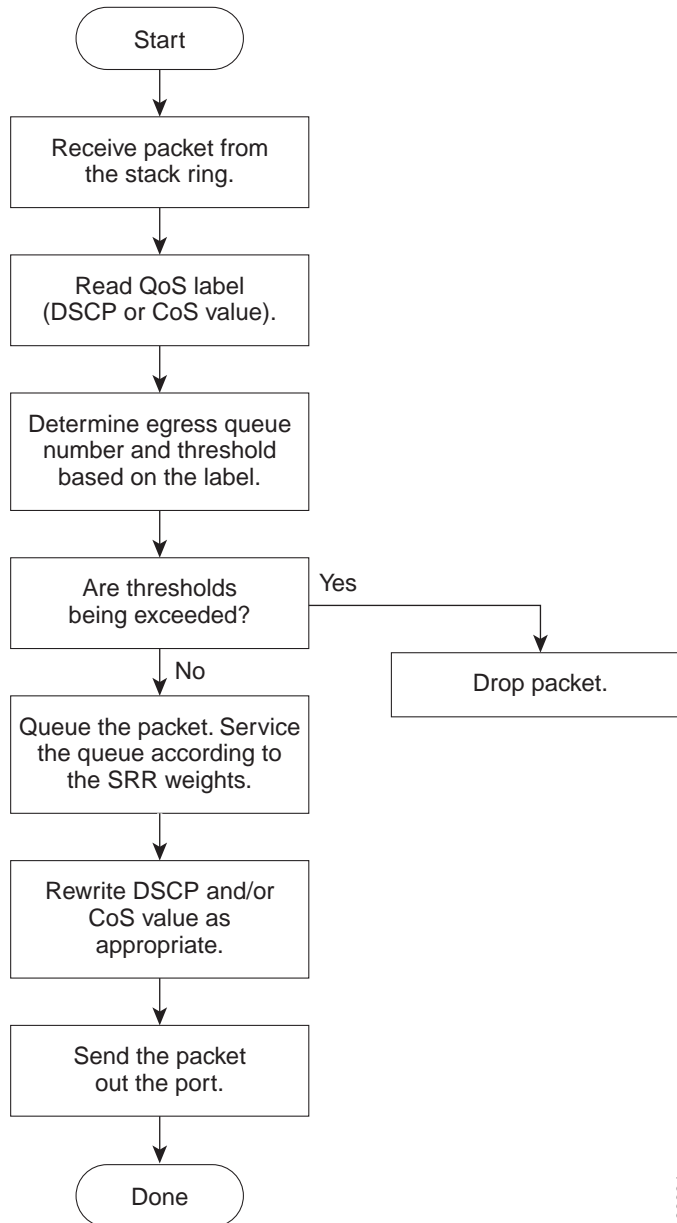 Start
Receive packet from
the stack ring.
Read QoS label
(DSCP or CoS value).
Determine egress queue
number and threshold
based on the label.
Are thresholds
being exceeded?
Yes
Drop packet.
No
Queue the packet. Service
the queue according to
the SRR weights.
Rewrite DSCP and/or
CoS value as
appropriate.
Send the packet
out the port.
Done